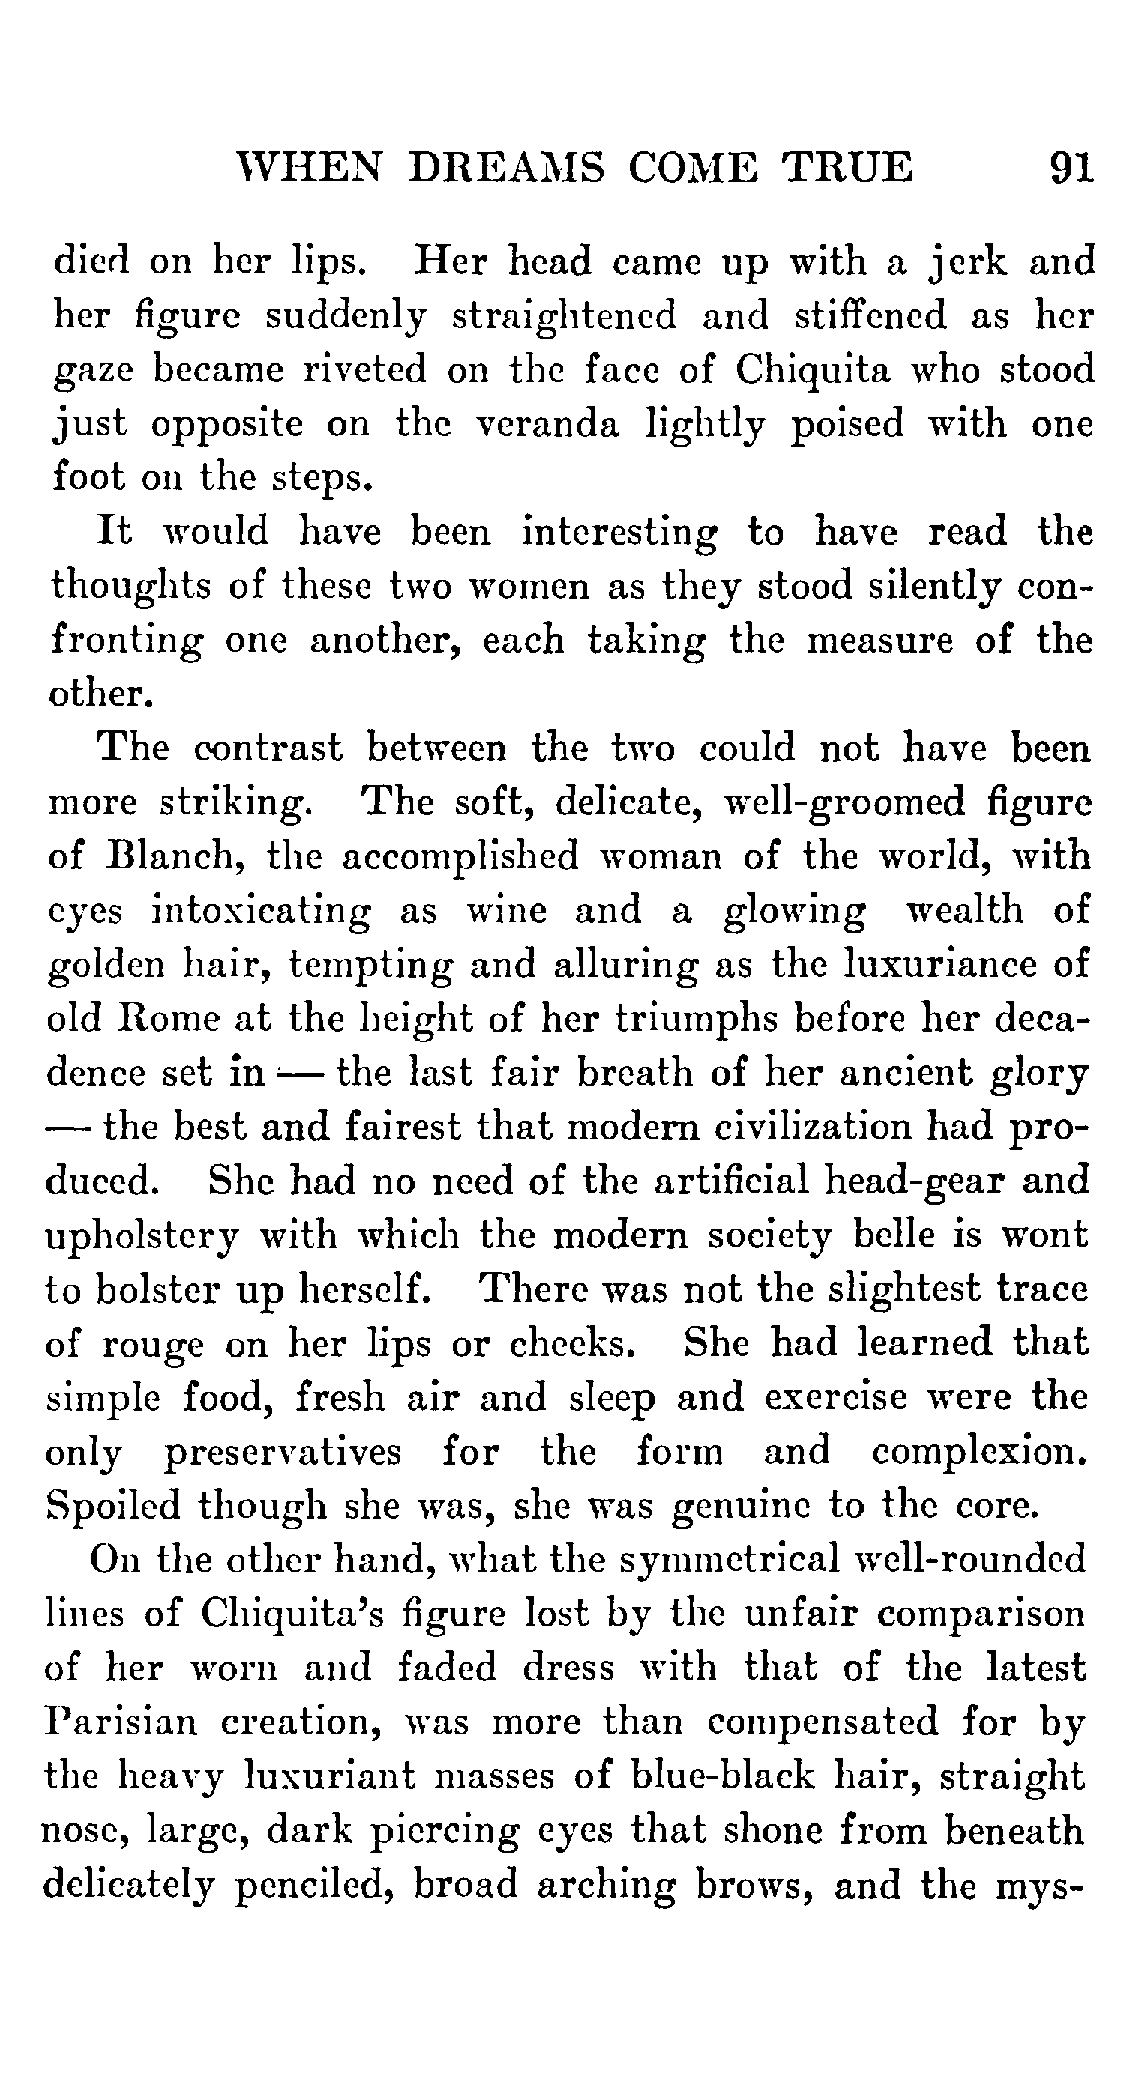 WHEN DREAMS COME TRUE 91
died on her lips. Her head came up with a jerk and
her figure suddenly straightened and stiffened as her
gaze became riveted on the face of Chiquita who stood
just opposite on the veranda lightly poised with one
foot on the steps.
It would have been interesting to have read the
thoughts of these two women as they stood silently con-
fronting one another, each taking the measure of the
other.
The contrast between the two could not have been
more striking. The soft, delicate, well-groomed figure
of Blanch, the accomplished woman of the world, with
eyes intoxicating as wine and a glowing wealth of
golden hair, tempting and alluring as the luxuriance of
old Rome at the height of her triumphs before her deca-
dence set in — the last fair breath of her ancient glory
— the best and fairest that modern civilization had pro-
duced. She had no need of the artificial head-gear and
upholstery with which the modern society belle is wont
to bolster up herself. There was not the slightest trace
of rouge on her lips or cheeks. She had learned that
simple food, fresh air and sleep and exercise were the
only preservatives for the form and complexion.
Spoiled though she was, she was genuine to the core.
On the other hand, what the symmetrical well-rounded
lines of Chiquita's figure lost by the unfair comparison
of her worn and faded dress with that of the latest
Parisian creation, was more than compensated for by
the heavy luxuriant masses of blue-black hair, straight
nose, large, dark piercing eyes that shone from beneath
delicately penciled, broad arching brows, and the mys-